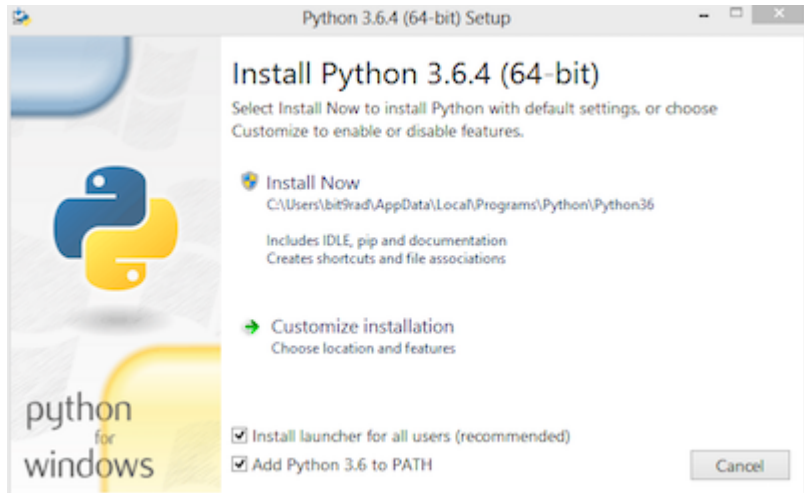 Python 3.6.4 (64-bit) Setup
Install Python 3.6.4 (64-bit)
Select Install Now to install Python with default settings, or choose
Customize to enable or disable features.
Install Now
C:\Users\bit9rad\AppData\Local\Programs\Python\Python36
Includes IDLE, pip and documentation
Creates shortcuts and file associations
Customize installation
Choose location and features
Install launcher for all users (recommended)
Add Python 3.6 to PATH
Cancel
python
for
windows